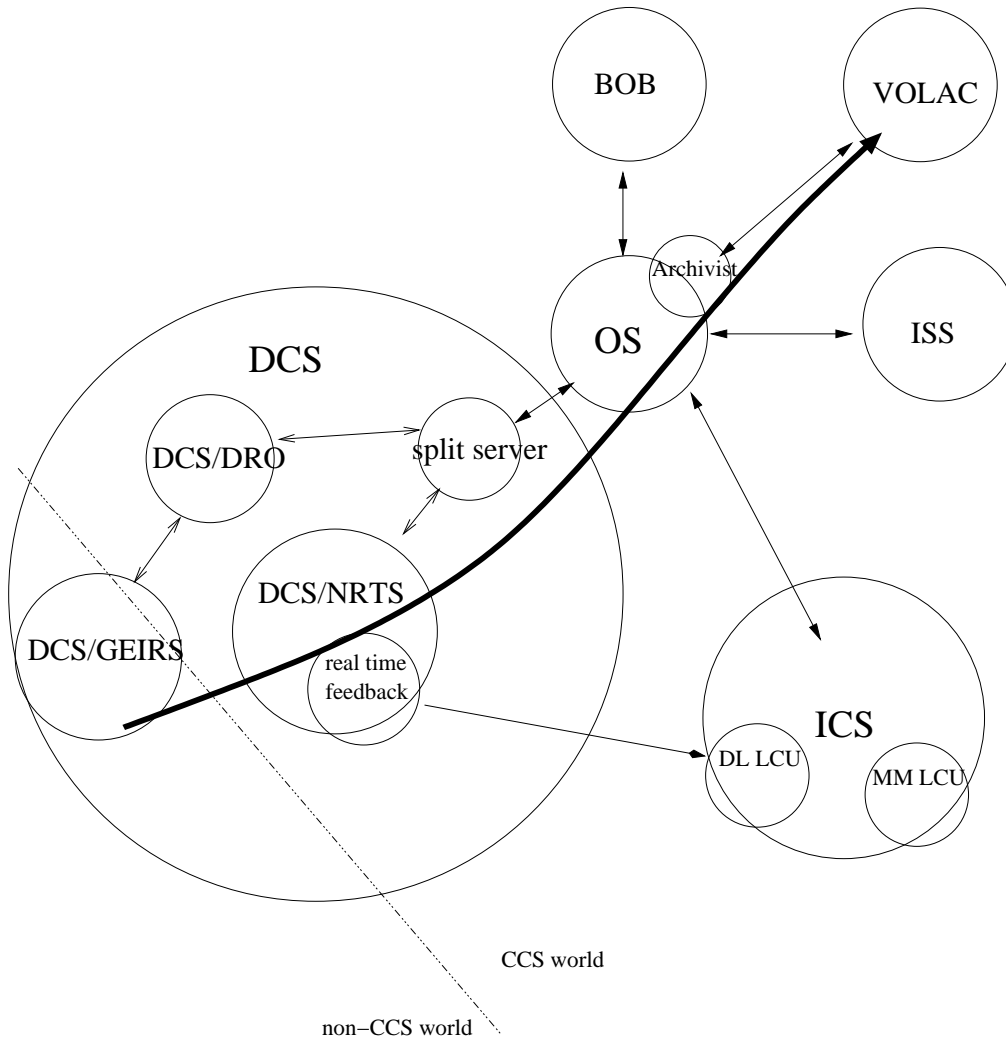 BOB
VOLAC
Archivist
OS
ISS
DCS
DCS/DRO
split server
DCS/NRTS
DCS/GEIRS
real time
feedback
ICS
DL LCU
MM LCU
CCS world
non−CCS world